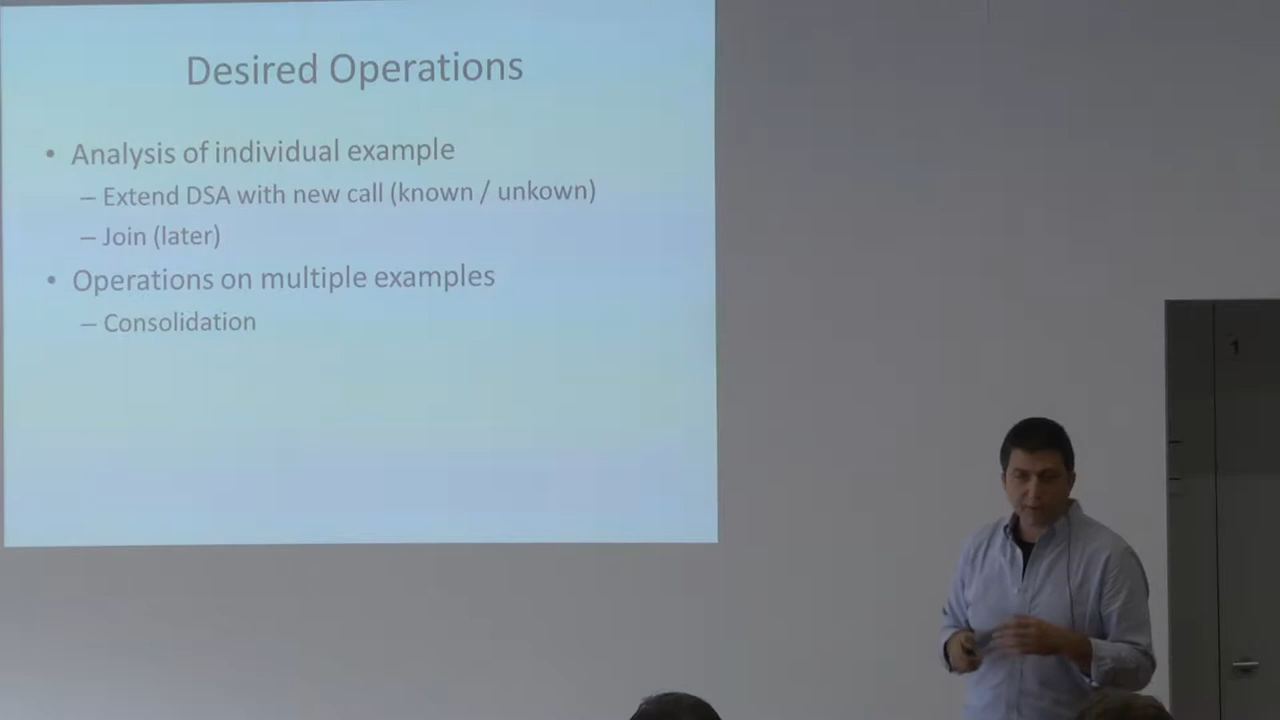 Desired Operations
• Analysis of individual example
– Extend DSA with new call (known / unkown)
– Join (later)
• Operations on multiple examples
– Consolidation
1